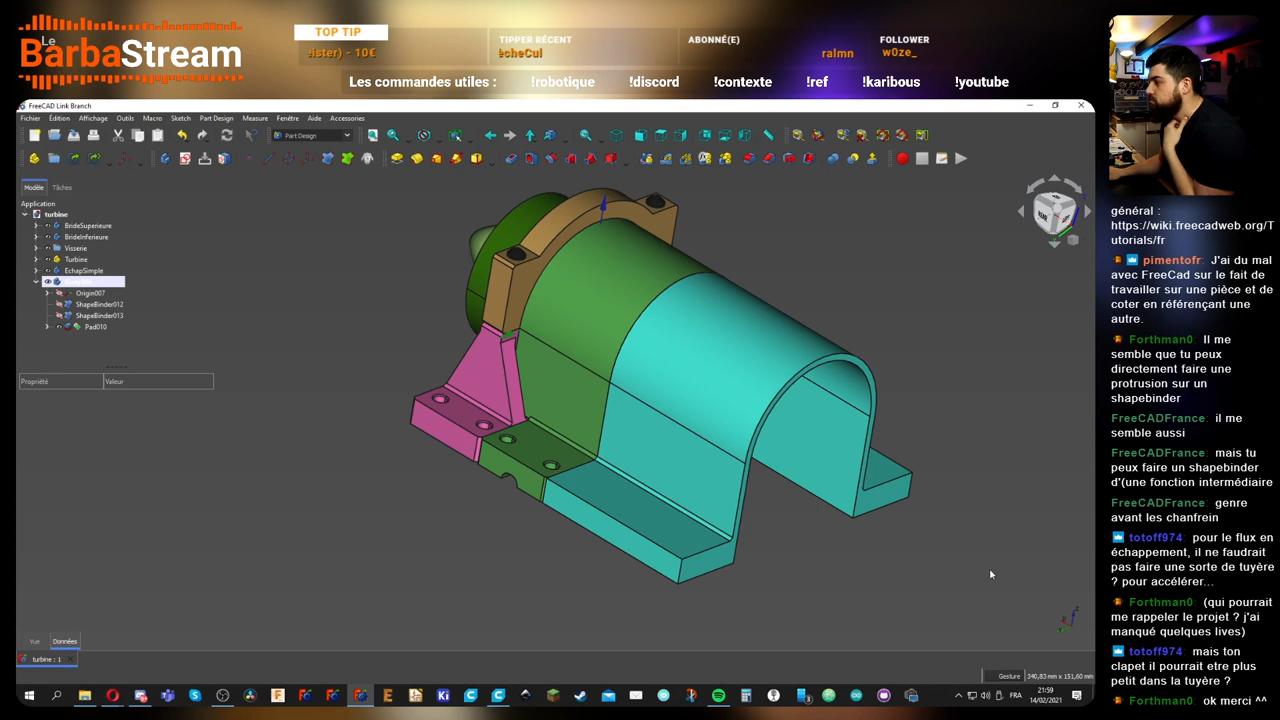 Le
BarbaStream
TOP TIP
ister) - 10€
TIPPER RÉCENT
ècheCul
ABONNÉ(E)
ralmn
FOLLOWER
w0ze_
Les commandes utiles : !robotique !discord !contexte !ref !karibous !youtube
FreeCAD Link Branch
Fichier Édition Affichage Outils Macro Sketch Part Design Measure Fenêtre Aide Accessories
Part Design
Modèle Tâches
Application
turbine
BrideSuperieure
BrideInferieure
Visserie
Turbine
EchapSimple
Origin007
ShapeBinder012
ShapeBinder013
Pad010
Propriété Valeur
Vue Données
turbine : 1
Gesture 340,83 mm x 151,60 mm
FRA
21:59
14/02/2021
général :
https://wiki.freecadweb.org/T
utorials/fr
pimentofr: J'ai du mal
avec FreeCad sur le fait de
travailler sur une pièce et de
coter en référençant une
autre.
Forthman0: Il me
semble que tu peux
directement faire une
protrusion sur un
shapebinder
FreeCADFrance: il me
semble aussi
FreeCADFrance: mais tu
peux faire un shapebinder
d'(une fonction intermédiaire
FreeCADFrance: genre
avant les chanfrein
totoff974: pour le flux en
échappement, il ne faudrait
pas faire une sorte de tuyère
? pour accélérer...
Forthman0: (qui pourrait
me rappeler le projet ? j'ai
manqué quelques lives)
totoff974: mais ton
clapet il pourrait etre plus
petit dans la tuyère ?
Forthman0: ok merci ^^